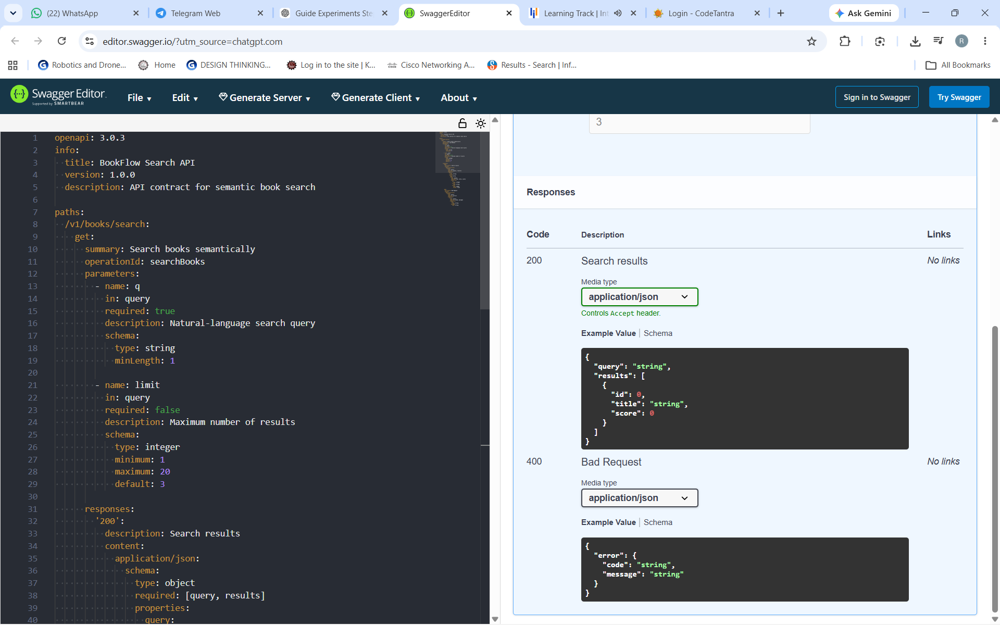 (22) WhatsApp
Telegram Web
Guide Experiments Ste
SwaggerEditor
Learning Track | Int
Login - CodeTantra
Ask Gemini
editor.swagger.io/?utm_source=chatgpt.com
R
Robotics and Drone...
Home
DESIGN THINKING...
Log in to the site | K...
Cisco Networking A...
Results - Search | Inf...
All Bookmarks
Swagger Editor
Supported by SMARTBEAR
File
Edit
Generate Server
Generate Client
About
Sign in to Swagger
Try Swagger
1 openapi: 3.0.3
2 info:
3 title: BookFlow Search API
4 version: 1.0.0
5 description: API contract for semantic book search
6
7 paths:
8 /v1/books/search:
9 get:
10 summary: Search books semantically
11 operationId: searchBooks
12 parameters:
13 - name: q
14 in: query
15 required: true
16 description: Natural-language search query
17 schema:
18 type: string
19 minLength: 1
20
21 - name: limit
22 in: query
23 required: false
24 description: Maximum number of results
25 schema:
26 type: integer
27 minimum: 1
28 maximum: 20
29 default: 3
30
31 responses:
32 '200':
33 description: Search results
34 content:
35 application/json:
36 schema:
37 type: object
38 required: [query, results]
39 properties:
40 query:
3
Responses
Code Description Links
200 Search results No links
Media type
application/json
Controls Accept header.
Example Value | Schema
{
"query": "string",
"results": [
{
"id": 0,
"title": "string",
"score": 0
}
]
}
400 Bad Request No links
Media type
application/json
Example Value | Schema
{
"error": {
"code": "string",
"message": "string"
}
}